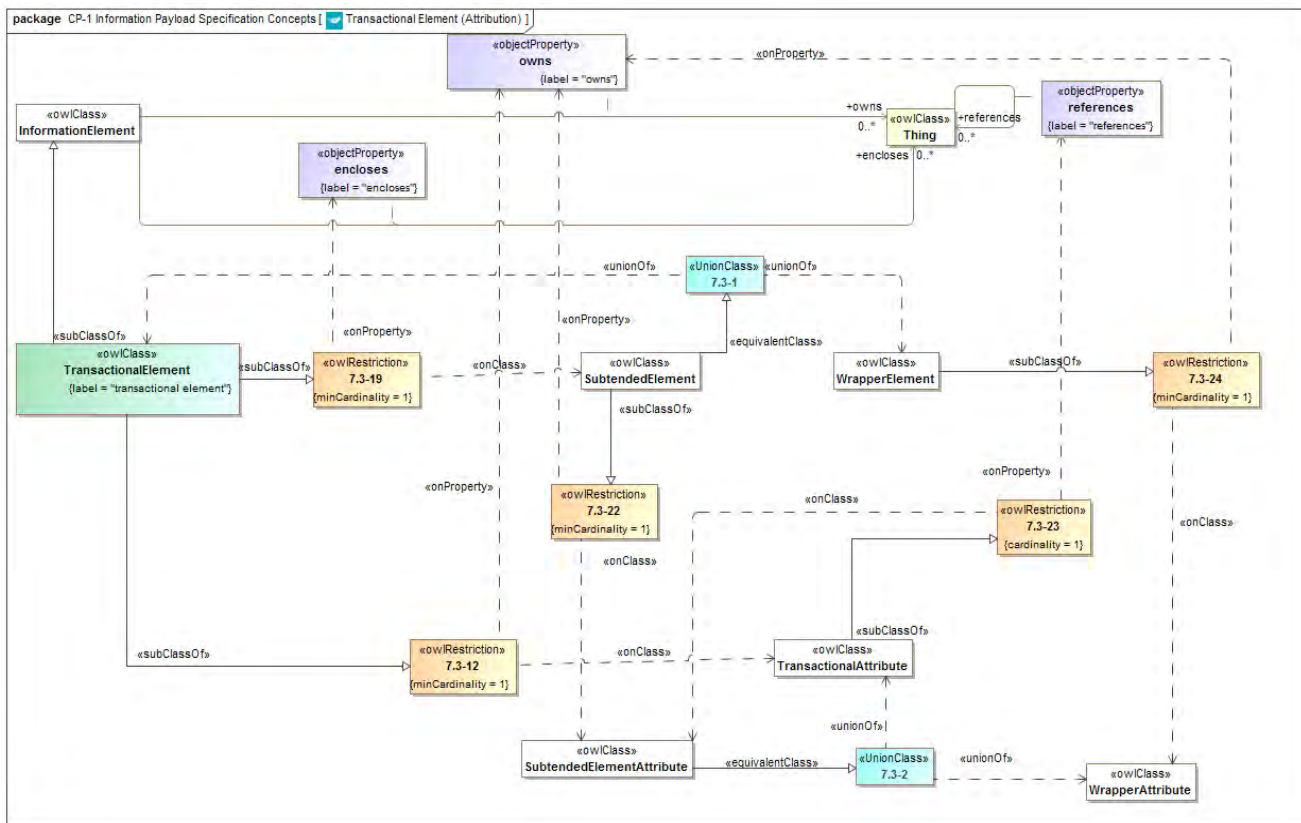 package CP-1 Information Payload Specification Concepts [ Transactional Element (Attribution) ]
«objectProperty»
owns
{label = "owns"}
«onProperty»
«objectProperty»
references
{label = "references"}
«owlClass»
InformationElement
+owns
0..*
«owlClass»
Thing
+references
0..*
+encloses
0..*
«objectProperty»
encloses
{label = "encloses"}
«unionOf»
«UnionClass»
7.3-1
«unionOf»
«onProperty»
«onProperty»
«subClassOf»
«equivalentClass»
«owlClass»
TransactionalElement
{label = "transactional element"}
«subClassOf»
«owlRestriction»
7.3-19
{minCardinality = 1}
«onClass»
«owlClass»
SubtendedElement
«owlClass»
WrapperElement
«subClassOf»
«owlRestriction»
7.3-24
{minCardinality = 1}
«subClassOf»
«onProperty»
«onProperty»
«owlRestriction»
7.3-22
{minCardinality = 1}
«onClass»
«owlRestriction»
7.3-23
{cardinality = 1}
«onClass»
«onClass»
«subClassOf»
«owlRestriction»
7.3-12
{minCardinality = 1}
«onClass»
«subClassOf»
«owlClass»
TransactionalAttribute
«unionOf»
«owlClass»
SubtendedElementAttribute
«equivalentClass»
«UnionClass»
7.3-2
«unionOf»
«owlClass»
WrapperAttribute